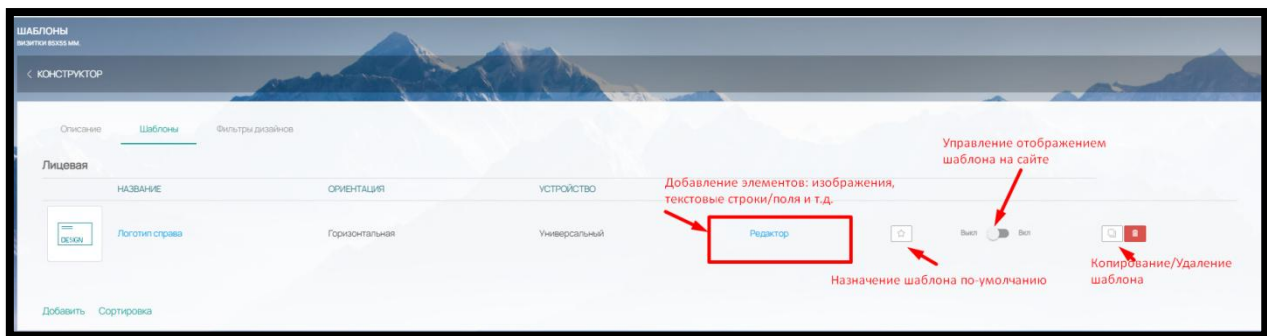 ШАБЛОНЫ
ВИЗИТКИ 85X55 ММ.
< КОНСТРУКТОР
Описание Шаблоны Фильтры дизайнов
Управление отображением
шаблона на сайте
Лицевая
Добавление элементов: изображения,
текстовые строки/поля и т.д.
НАЗВАНИЕ ОРИЕНТАЦИЯ УСТРОЙСТВО
DESIGN Логотип справа Горизонтальная Универсальный Редактор Выкл Вкл
Назначение шаблона по-умолчанию
Копирование/Удаление
шаблона
Добавить Сортировка